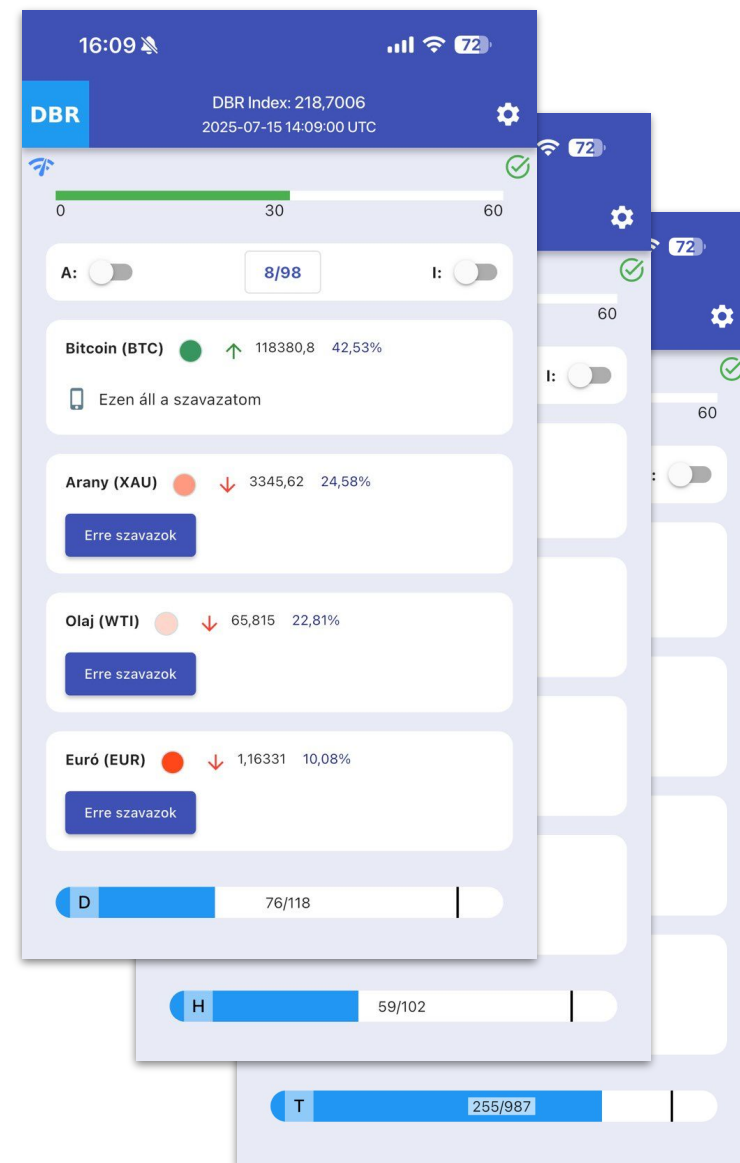 16:09
72
DBR
DBR Index: 218,7006
2025-07-15 14:09:00 UTC
0
30
60
A:
8/98
I:
Bitcoin (BTC)
118380,8
42,53%
Ezen áll a szavazatom
Arany (XAU)
3345,62
24,58%
Erre szavazok
Olaj (WTI)
65,815
22,81%
Erre szavazok
Euró (EUR)
1,16331
10,08%
Erre szavazok
D
76/118
72
60
I:
H
59/102
72
60
:
T
255/987